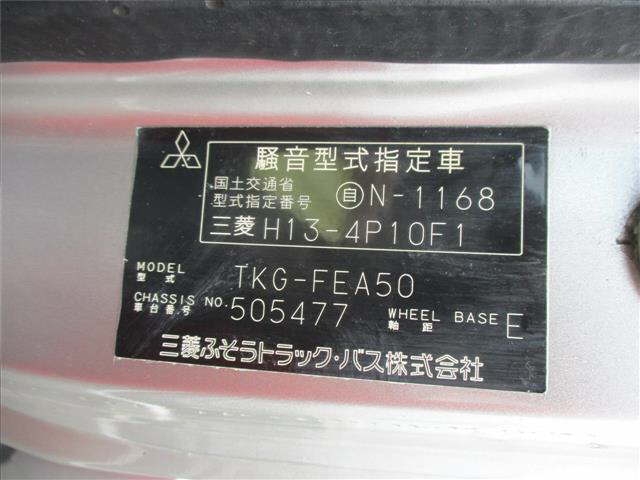 騒音型式指定車
国土交通省
型式指定番号 自N-1168
三菱 H13-4P10F1
MODEL
型式 TKG-FEA50
CHASSIS NO.
車台番号 505477
WHEEL BASE
軸距 E
三菱ふそうトラック・バス株式会社